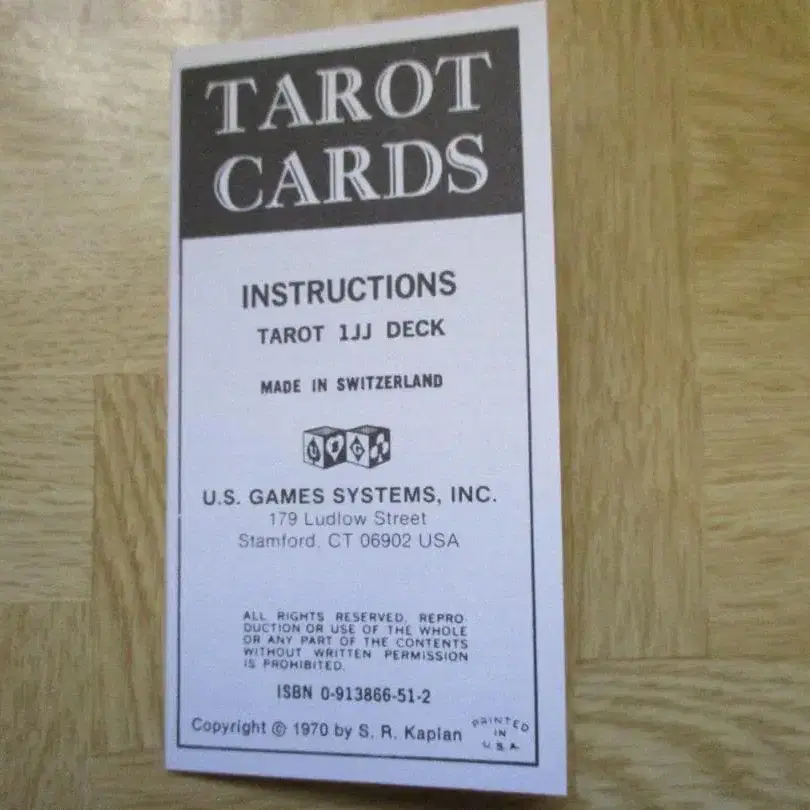 TAROT
CARDS
INSTRUCTIONS
TAROT 1JJ DECK
MADE IN SWITZERLAND
U.S. GAMES SYSTEMS, INC.
179 Ludlow Street
Stamford, CT 06902 USA
ALL RIGHTS RESERVED. REPRO
DUCTION OR USE OF THE WHOLE
OR ANY PART OF THE CONTENTS
WITHOUT WRITTEN PERMISSION
IS PROHIBITED.
ISBN 0-913866-51-2
Copyright © 1970 by S. R. Kaplan
PRINTED
IN
U.S.A.